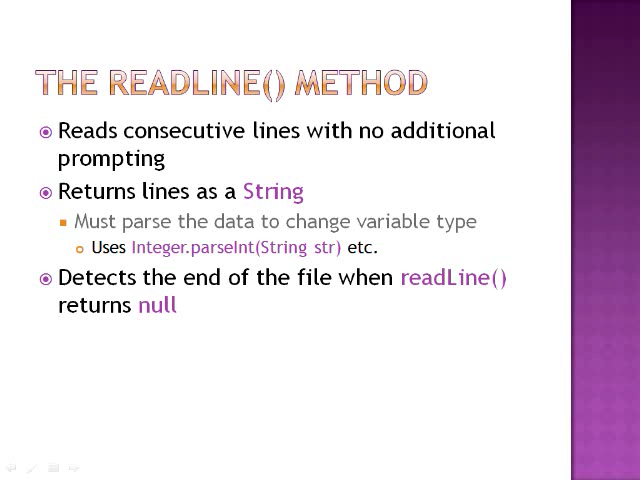 THE READLINE() METHOD
Reads consecutive lines with no additional
prompting
Returns lines as a String
Must parse the data to change variable type
Uses Integer.parseInt(String str) etc.
Detects the end of the file when readLine()
returns null